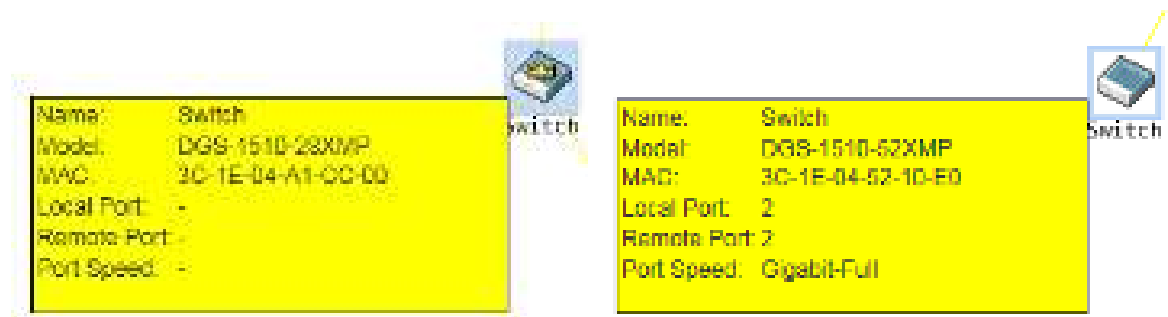 Name: Switch
Model: DGS-1510-28XMP
MAC: 3C-1E-04-A1-CC-00
Local Port: -
Remote Port: -
Port Speed: -
Switch
Name: Switch
Model: DGS-1510-52XMP
MAC: 3C-1E-04-52-10-E0
Local Port: 2
Remote Port: 2
Port Speed: Gigabit-Full
Switch